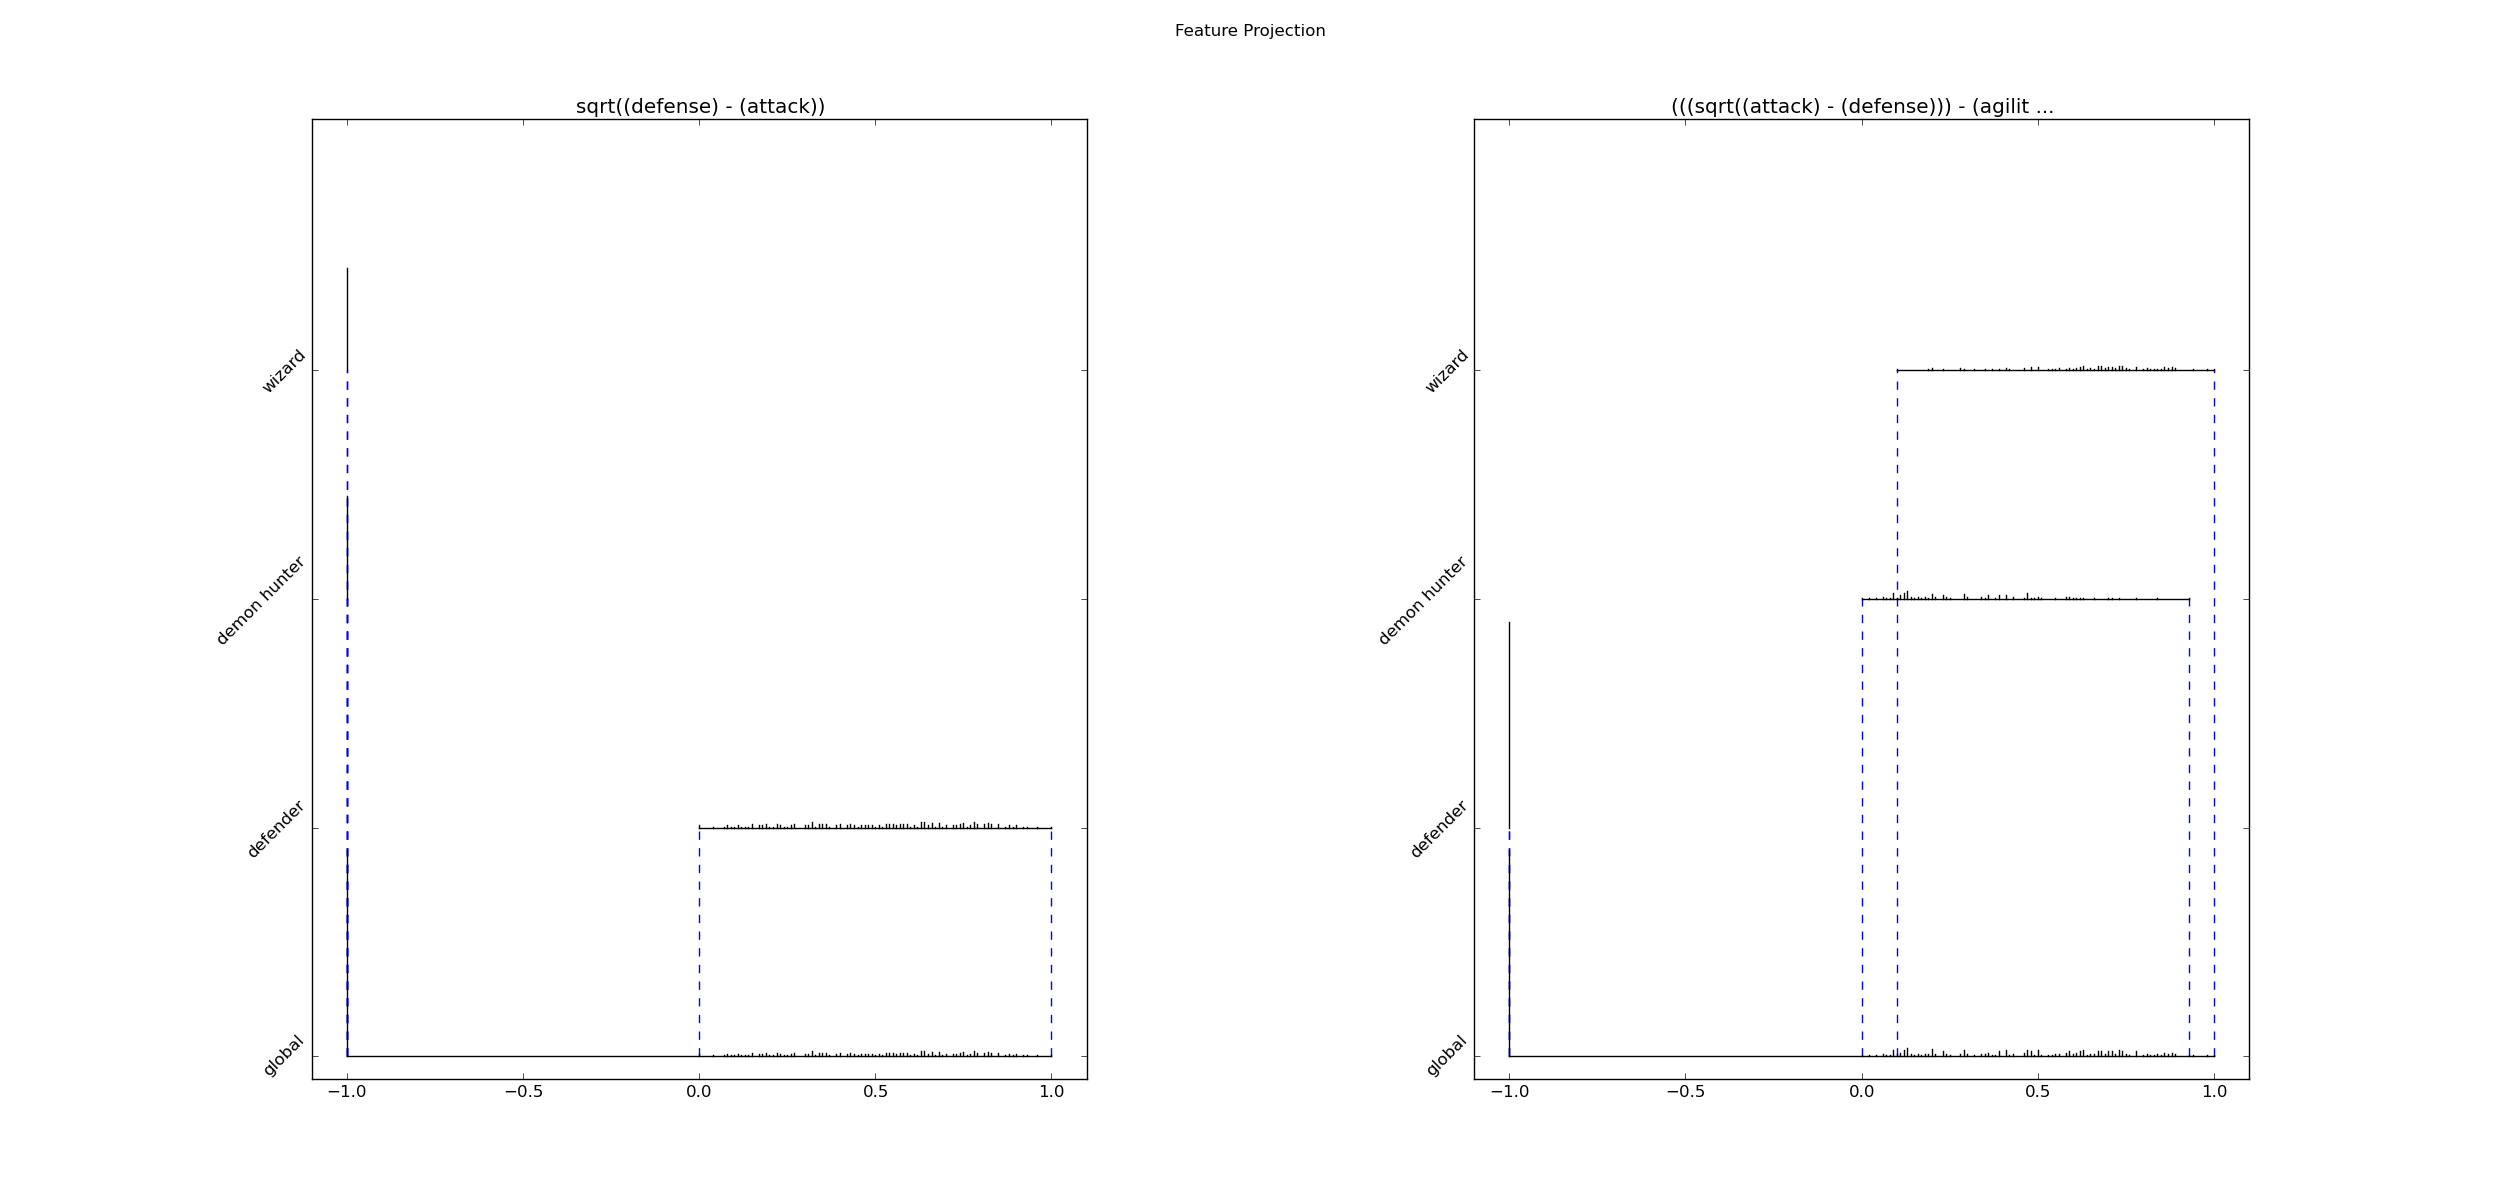 Feature Projection
sqrt((defense) - (attack))
wizard
demon hunter
defender
global
−1.0 −0.5 0.0 0.5 1.0
(((sqrt((attack) - (defense))) - (agilit ...
wizard
demon hunter
defender
global
−1.0 −0.5 0.0 0.5 1.0